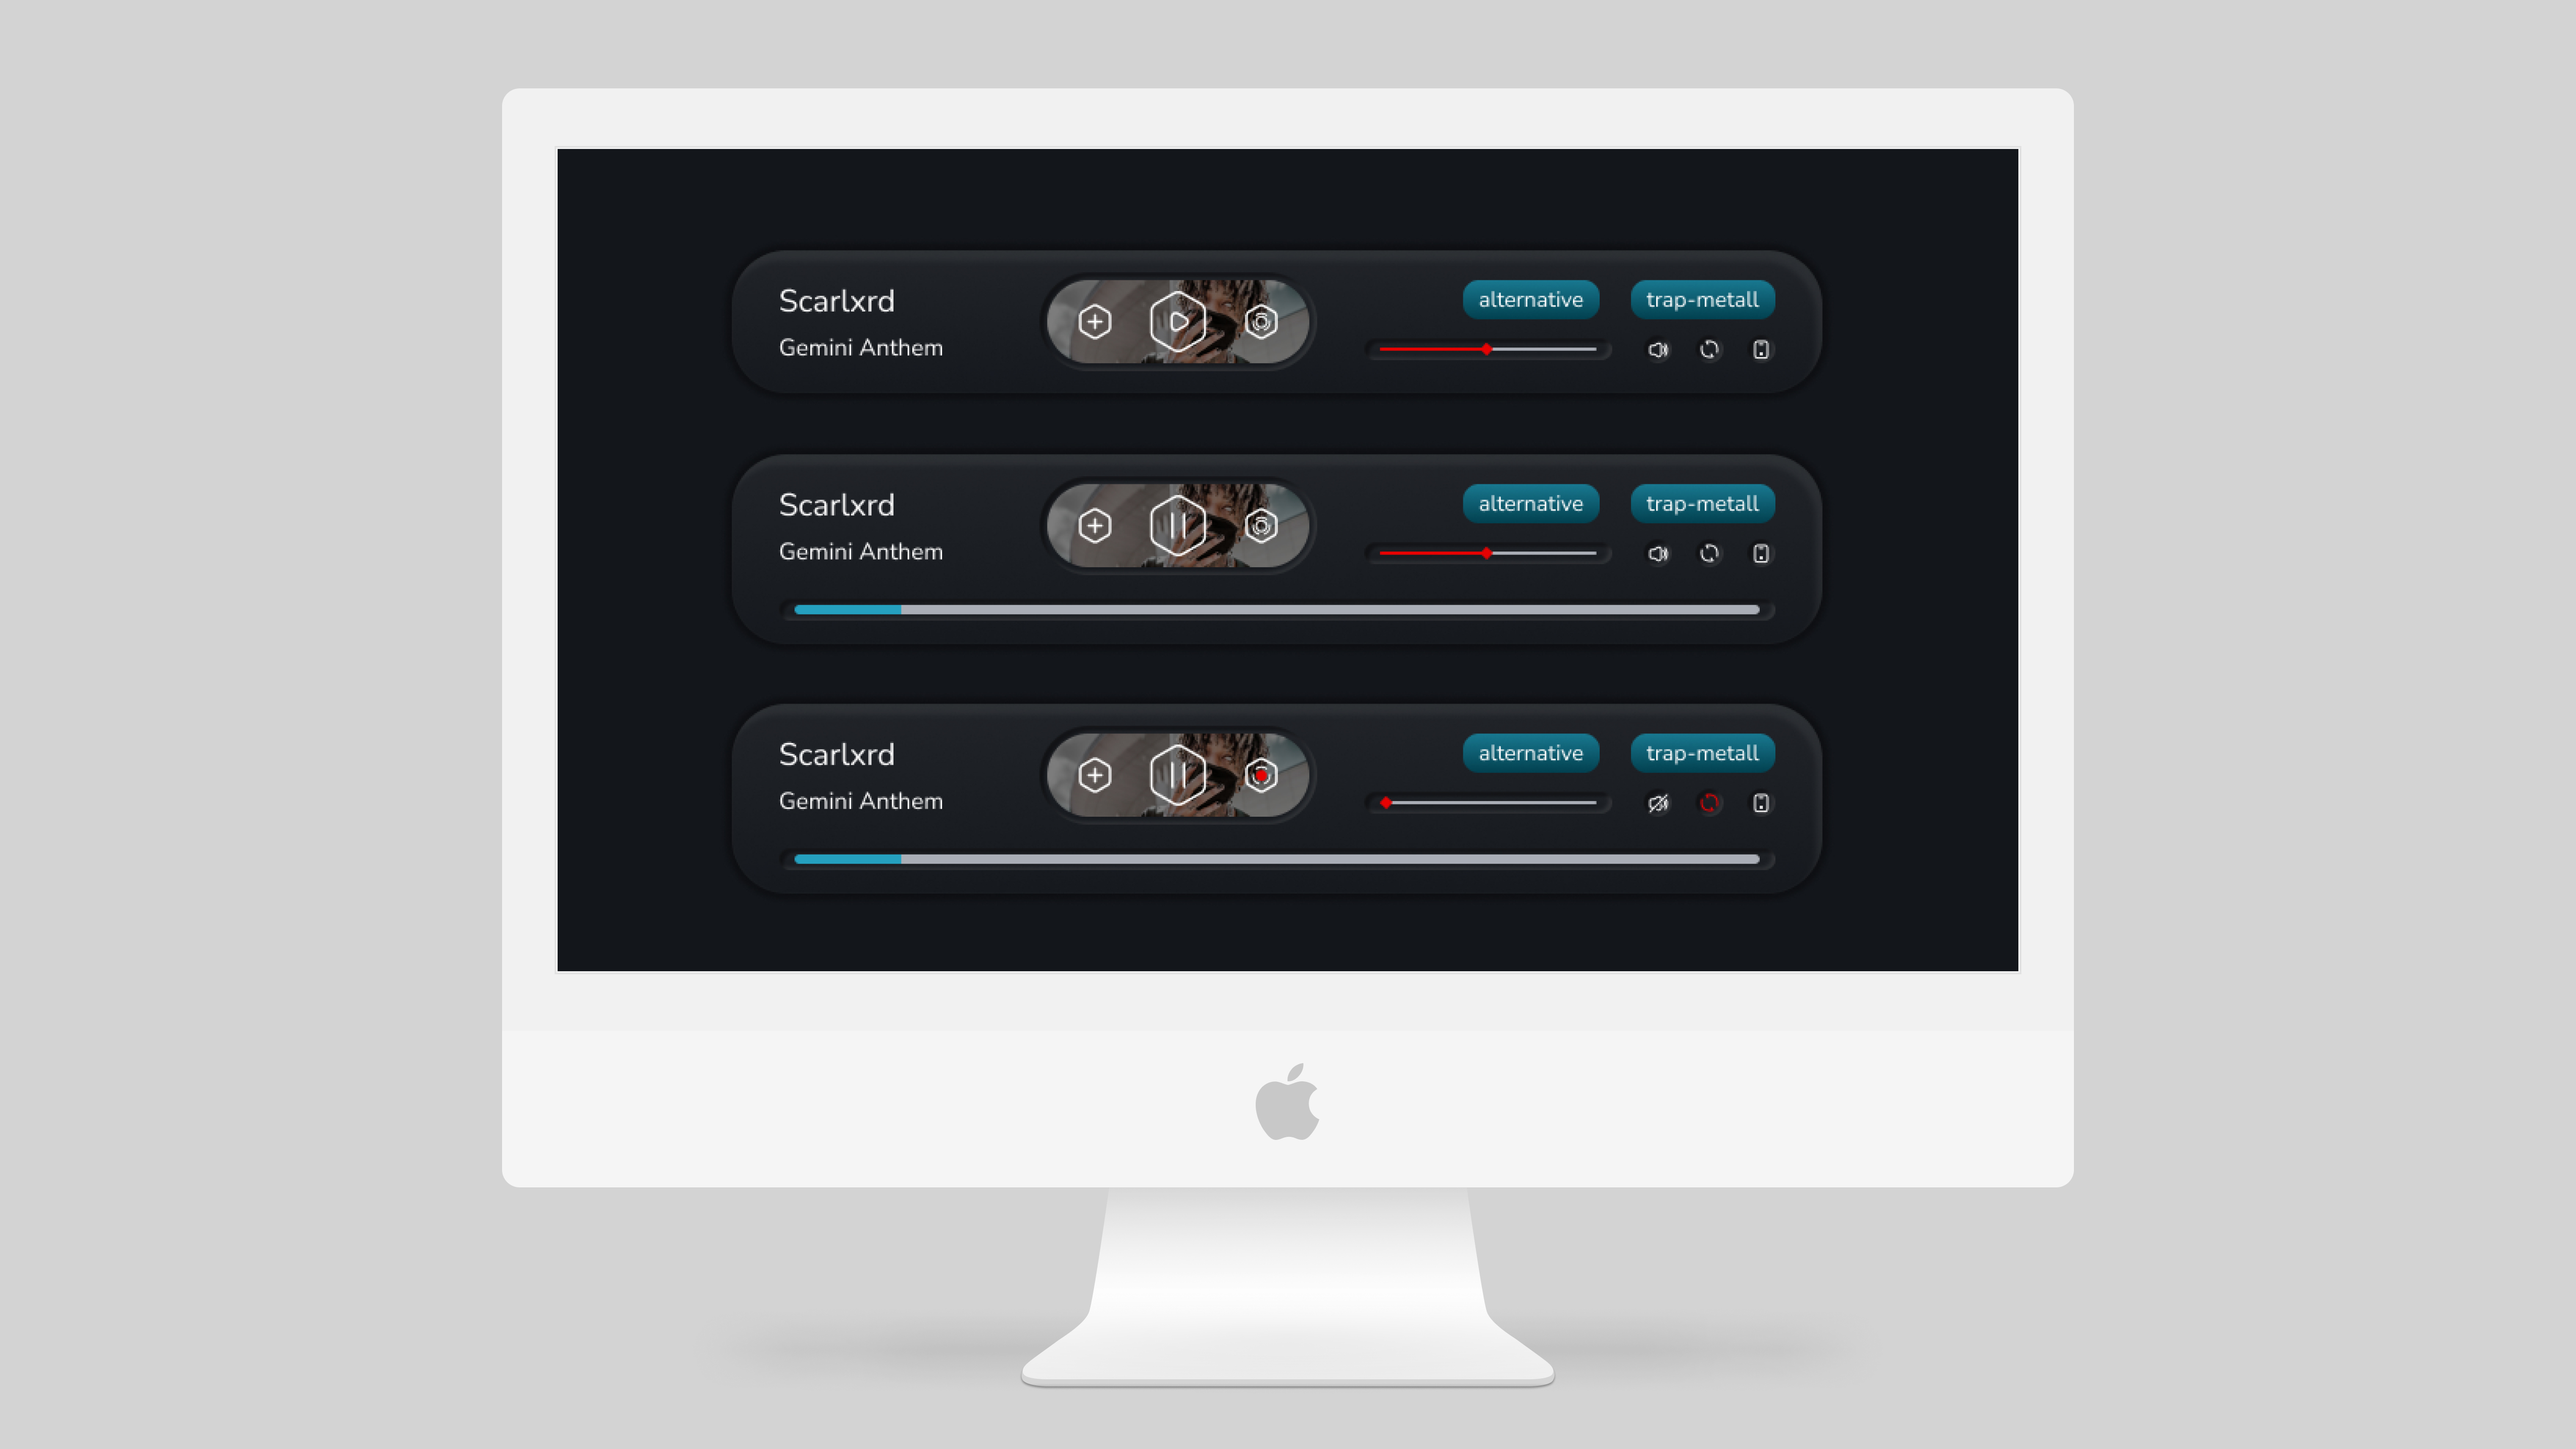 Scarlxrd
alternative
trap-metall
Gemini Anthem
Scarlxrd
alternative
trap-metall
Gemini Anthem
Scarlxrd
alternative
trap-metall
Gemini Anthem